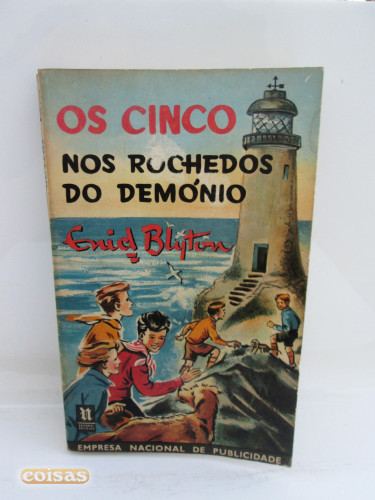 OS CINCO
NOS ROCHEDOS
DO DEMÓNIO
Enid Blyton
EMPRESA NACIONAL DE PUBLICIDADE
coisas